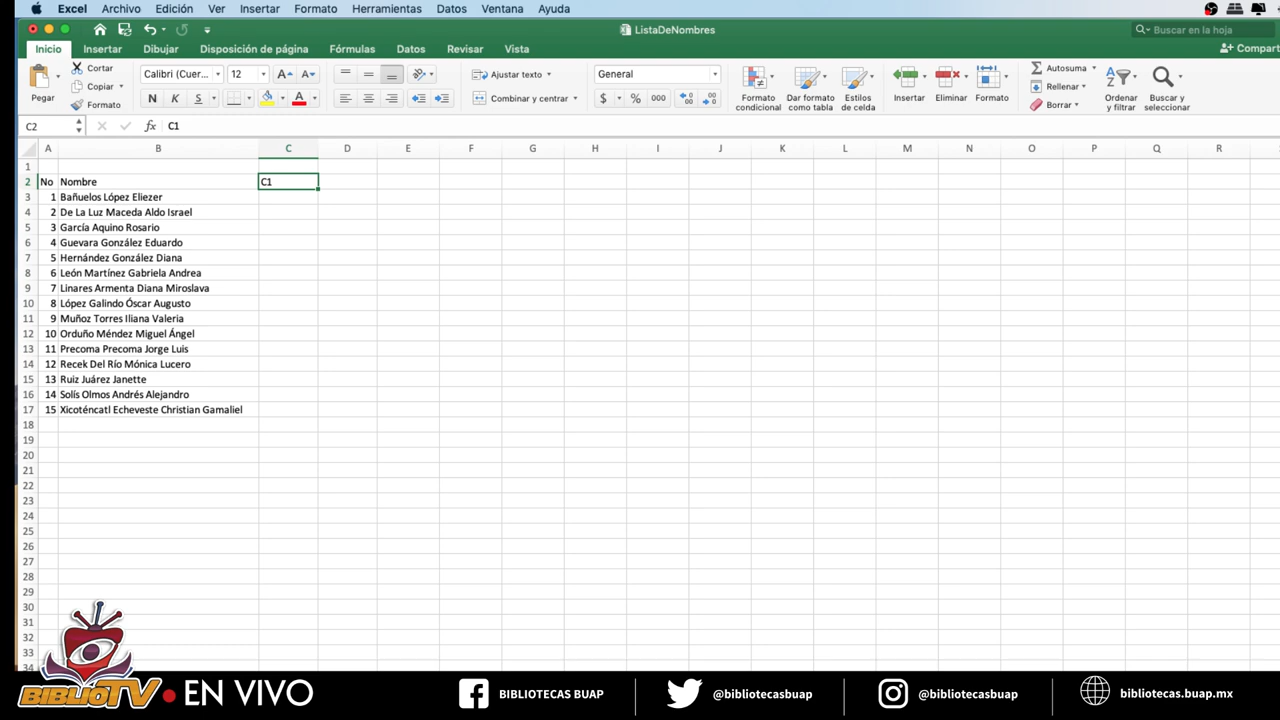 Excel Archivo Edición Ver Insertar Formato Herramientas Datos Ventana Ayuda
ListaDeNombres
Buscar en la hoja
Inicio Insertar Dibujar Disposición de página Fórmulas Datos Revisar Vista
Compart
Pegar
Cortar
Copiar
Formato
Calibri (Cuer... 12 A A
N K S A
Ajustar texto
Combinar y centrar
General
$ % 000
Formato condicional
Dar formato como tabla
Estilos de celda
Insertar
Eliminar
Formato
Autosuma
Rellenar
Borrar
Ordenar y filtrar
Buscar y seleccionar
C2 fx C1
A B C D E F G H I J K L M N O P Q R
1
2 No Nombre C1
3 1 Bañuelos López Eliezer
4 2 De La Luz Maceda Aldo Israel
5 3 García Aquino Rosario
6 4 Guevara González Eduardo
7 5 Hernández González Diana
8 6 León Martínez Gabriela Andrea
9 7 Linares Armenta Diana Miroslava
10 8 López Galindo Óscar Augusto
11 9 Muñoz Torres Iliana Valeria
12 10 Orduño Méndez Miguel Ángel
13 11 Precoma Precoma Jorge Luis
14 12 Recek Del Río Mónica Lucero
15 13 Ruiz Juárez Janette
16 14 Solís Olmos Andrés Alejandro
17 15 Xicoténcatl Echeveste Christian Gamaliel
18
19
20
21
22
23
24
25
26
27
28
29
30
31
32
33
34
BIBLIOTV EN VIVO BIBLIOTECAS BUAP @bibliotecasbuap @bibliotecasbuap bibliotecas.buap.mx